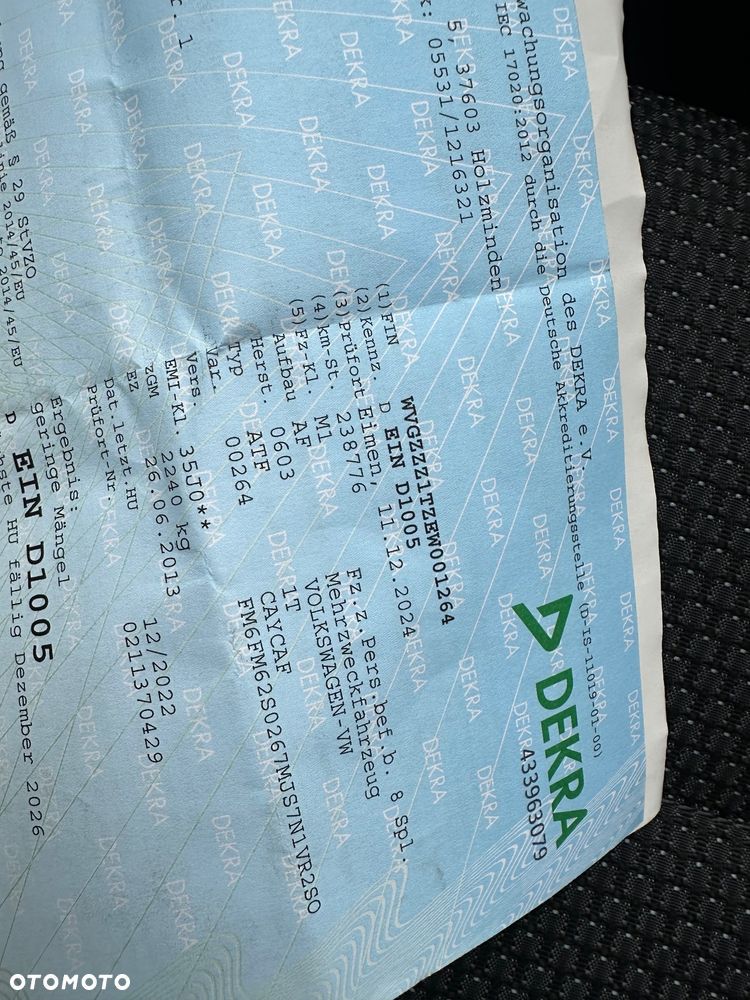 wachungsorganisation des DEKRA e.V.
IEC 17020:2012 durch die Deutsche Akkreditierungsstelle (D-IS-11019-01-00)
DEKRA
433963079
5, 37603 Holzminden
05531/1216321
(1)FIN WVGZZZ1TZEW001264
(2)Kennz. D EIN D1005
(3)Prüfort Eimen, 11.12.2024
(4)km-St. 238776
(5)Fz-Kl. M1 Fz.z.Pers.bef.b. 8 Spl.
Aufbau AF Mehrzweckfahrzeug
Herst. 0603 VOLKSWAGEN-VW
Typ ATF 1T
Var. 00264 CAYCAF
Vers FM6FM62S0267MJS7N1VR2S0
EMI-Kl. 35J0**
zGM 2240 kg
EZ 26.06.2013
Dat.letzt.HU 12/2022
Prüfort-Nr. 0211370429
r. 1
gemäß § 29 StVZO
2014/45/EU
2014/45/EU
Ergebnis:
geringe Mängel
D EIN D1005
HU fällig Dezember 2026
OTOMOTO